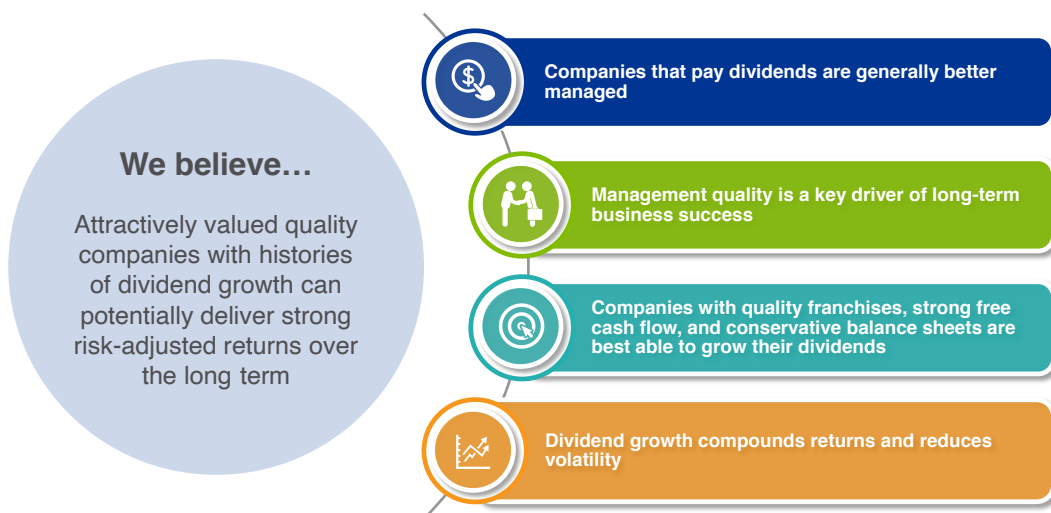 We believe…
Attractively valued quality
companies with histories
of dividend growth can
potentially deliver strong
risk-adjusted returns over
the long term
$
Companies that pay dividends are generally better
managed
Management quality is a key driver of long-term
business success
Companies with quality franchises, strong free
cash flow, and conservative balance sheets are
best able to grow their dividends
Dividend growth compounds returns and reduces
volatility